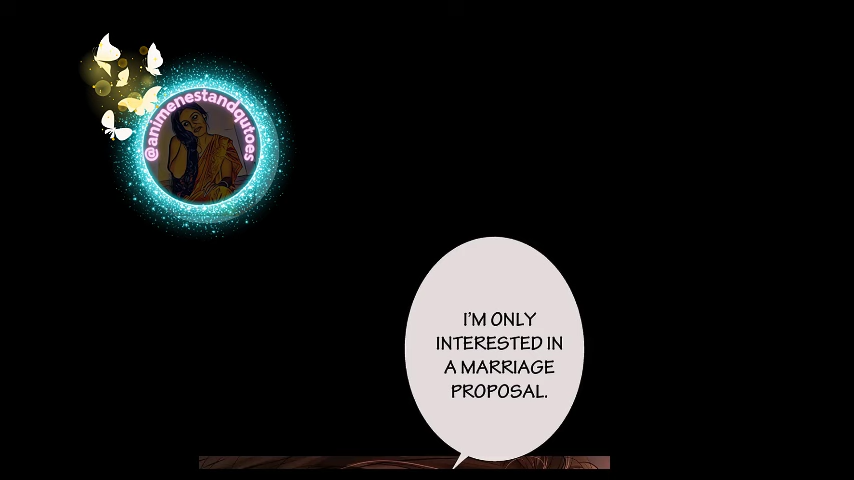 @animenestandqutoes
I'M ONLY
INTERESTED IN
A MARRIAGE
PROPOSAL.